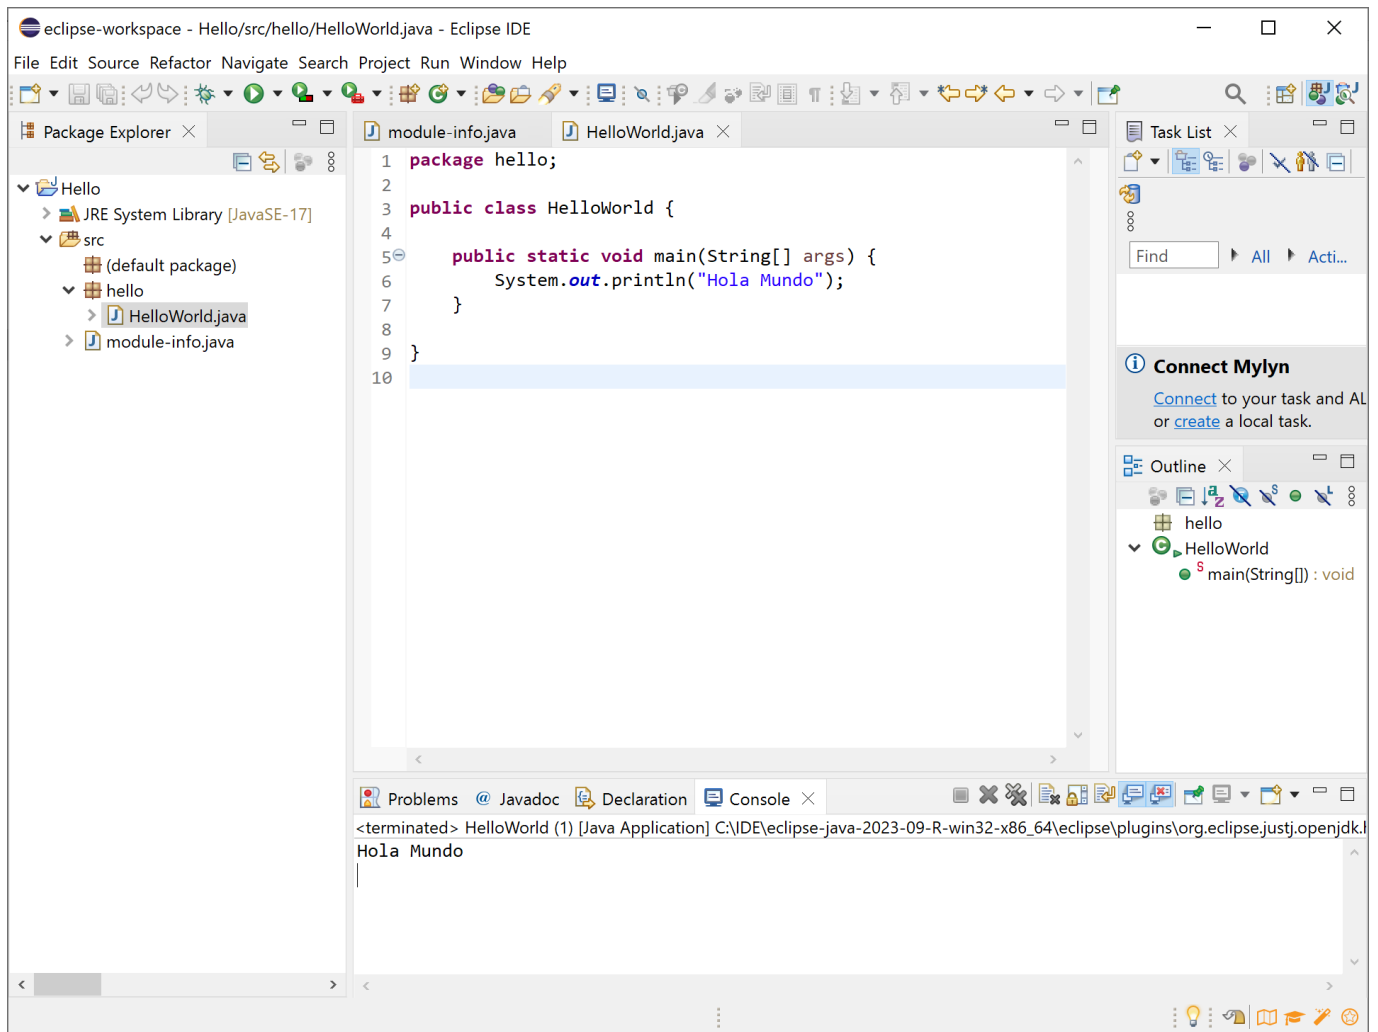 eclipse-workspace - Hello/src/hello/HelloWorld.java - Eclipse IDE
File Edit Source Refactor Navigate Search Project Run Window Help
Package Explorer
Hello
JRE System Library [JavaSE-17]
src
(default package)
hello
HelloWorld.java
module-info.java
module-info.java HelloWorld.java
1 package hello;
2
3 public class HelloWorld {
4
5 public static void main(String[] args) {
6 System.out.println("Hola Mundo");
7 }
8
9 }
10
Task List
Find All Acti...
Connect Mylyn
Connect to your task and AL
or create a local task.
Outline
hello
HelloWorld
main(String[]) : void
Problems @ Javadoc Declaration Console
<terminated> HelloWorld (1) [Java Application] C:\IDE\eclipse-java-2023-09-R-win32-x86_64\eclipse\plugins\org.eclipse.justj.openjdk.h
Hola Mundo